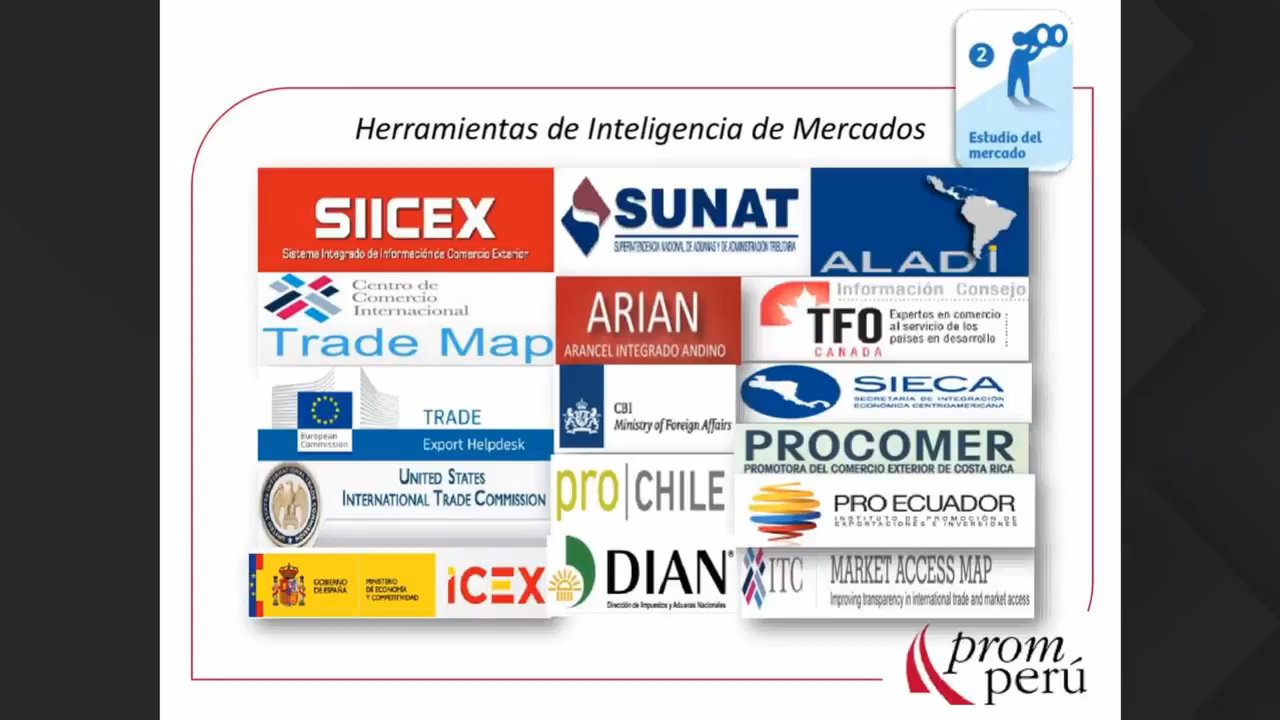 2
Estudio del
mercado
Herramientas de Inteligencia de Mercados
SIICEX
Sistema Integrado de Información de Comercio Exterior
SUNAT
SUPERINTENDENCIA NACIONAL DE ADUANAS Y DE ADMINISTRACIÓN TRIBUTARIA
ALADI
Centro de
Comercio
Internacional
Trade Map
ARIAN
ARANCEL INTEGRADO ANDINO
Información Consejo
TFO
CANADA
Expertos en comercio
al servicio de los
países en desarrollo
European
Commission
TRADE
Export Helpdesk
CBI
Ministry of Foreign Affairs
SIECA
SECRETARÍA DE INTEGRACIÓN
ECONÓMICA CENTROAMERICANA
PROCOMER
PROMOTORA DEL COMERCIO EXTERIOR DE COSTA RICA
UNITED STATES
INTERNATIONAL TRADE COMMISSION
pro|CHILE
PRO ECUADOR
INSTITUTO DE PROMOCIÓN DE
EXPORTACIONES E INVERSIONES
GOBIERNO
DE ESPAÑA
MINISTERIO
DE ECONOMÍA
Y COMPETITIVIDAD
ICEX
DIAN®
Dirección de Impuestos y Aduanas Nacionales
ITC
MARKET ACCESS MAP
Improving transparency in international trade and market access
prom
perú